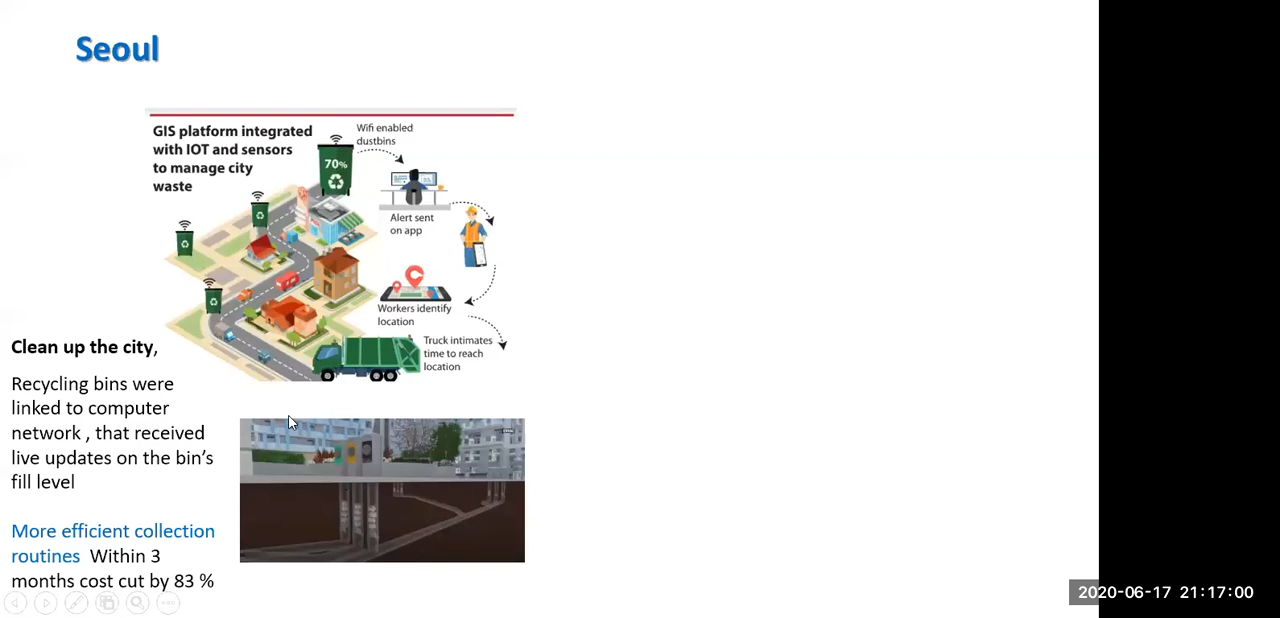 Seoul
GIS platform integrated
with IOT and sensors
to manage city
waste
Wifi enabled
dustbins
70%
Alert sent
on app
Workers identify
location
Truck intimates
time to reach
location
Clean up the city,
Recycling bins were
linked to computer
network , that received
live updates on the bin’s
fill level
More efficient collection
routines Within 3
months cost cut by 83 %
2020-06-17 21:17:00